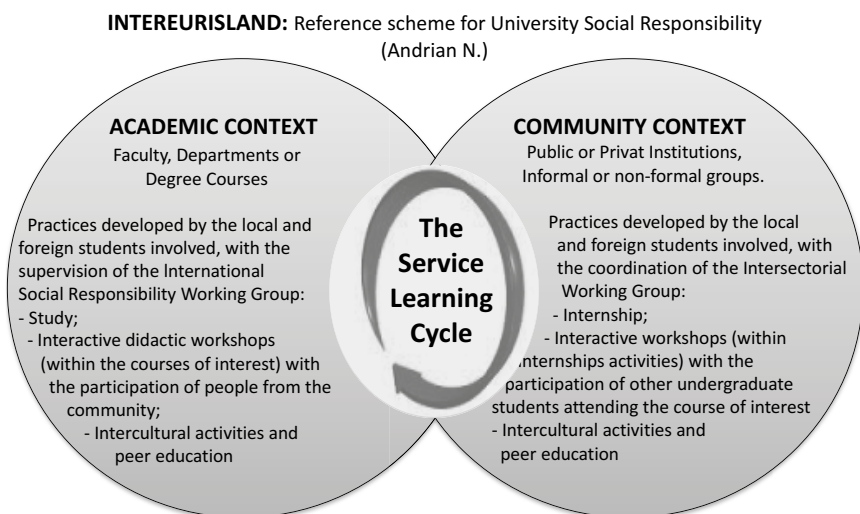 INTEREURISLAND: Reference scheme for University Social Responsibility
(Andrian N.)
ACADEMIC CONTEXT
Faculty, Departments or
Degree Courses
Practices developed by the local and
foreign students involved, with the
supervision of the International
Social Responsibility Working Group:
- Study;
- Interactive didactic workshops
(within the courses of interest) with
the participation of people from the
community;
- Intercultural activities and
peer education
The
Service
Learning
Cycle
COMMUNITY CONTEXT
Public or Privat Institutions,
Informal or non-formal groups.
Practices developed by the local
and foreign students involved, with
the coordination of the Intersectorial
Working Group:
- Internship;
- Interactive workshops (within
internships activities) with the
participation of other undergraduate
students attending the course of interest
- Intercultural activities and
peer education